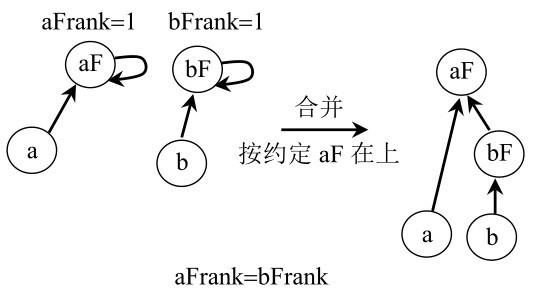 aFrank=1
bFrank=1
aF
bF
a
b
合并
按约定 aF 在上
aF
bF
a
b
aFrank=bFrank